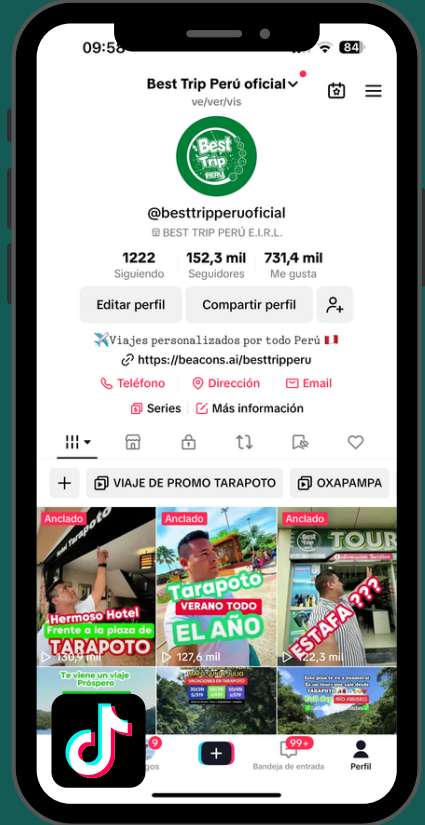 09:58
84
Best Trip Perú oficial
ve/ver/vis
Best
Trip
PERÚ
@besttripperuoficial
BEST TRIP PERÚ E.I.R.L.
1222 152,3 mil 731,4 mil
Siguiendo Seguidores Me gusta
Editar perfil Compartir perfil
✈️Viajes personalizados por todo Perú 🇵🇪
https://beacons.ai/besttripperu
Teléfono Dirección Email
Series Más información
VIAJE DE PROMO TARAPOTO OXAPAMPA
Anclado
Hotel Tarapoto
Hermoso Hotel
Frente a la plaza de
TARAPOTO
130,9 mil
Anclado
Tarapoto
VERANO TODO
EL AÑO
127,6 mil
Anclado
TOUR
ESTAFA ???
122,3 mil
Te viene un viaje
Próspero
VACACIONES EN TARAPOTO
Este plan te va a enamorar
TARAPOTO
9
99+
Bandeja de entrada
Perfil